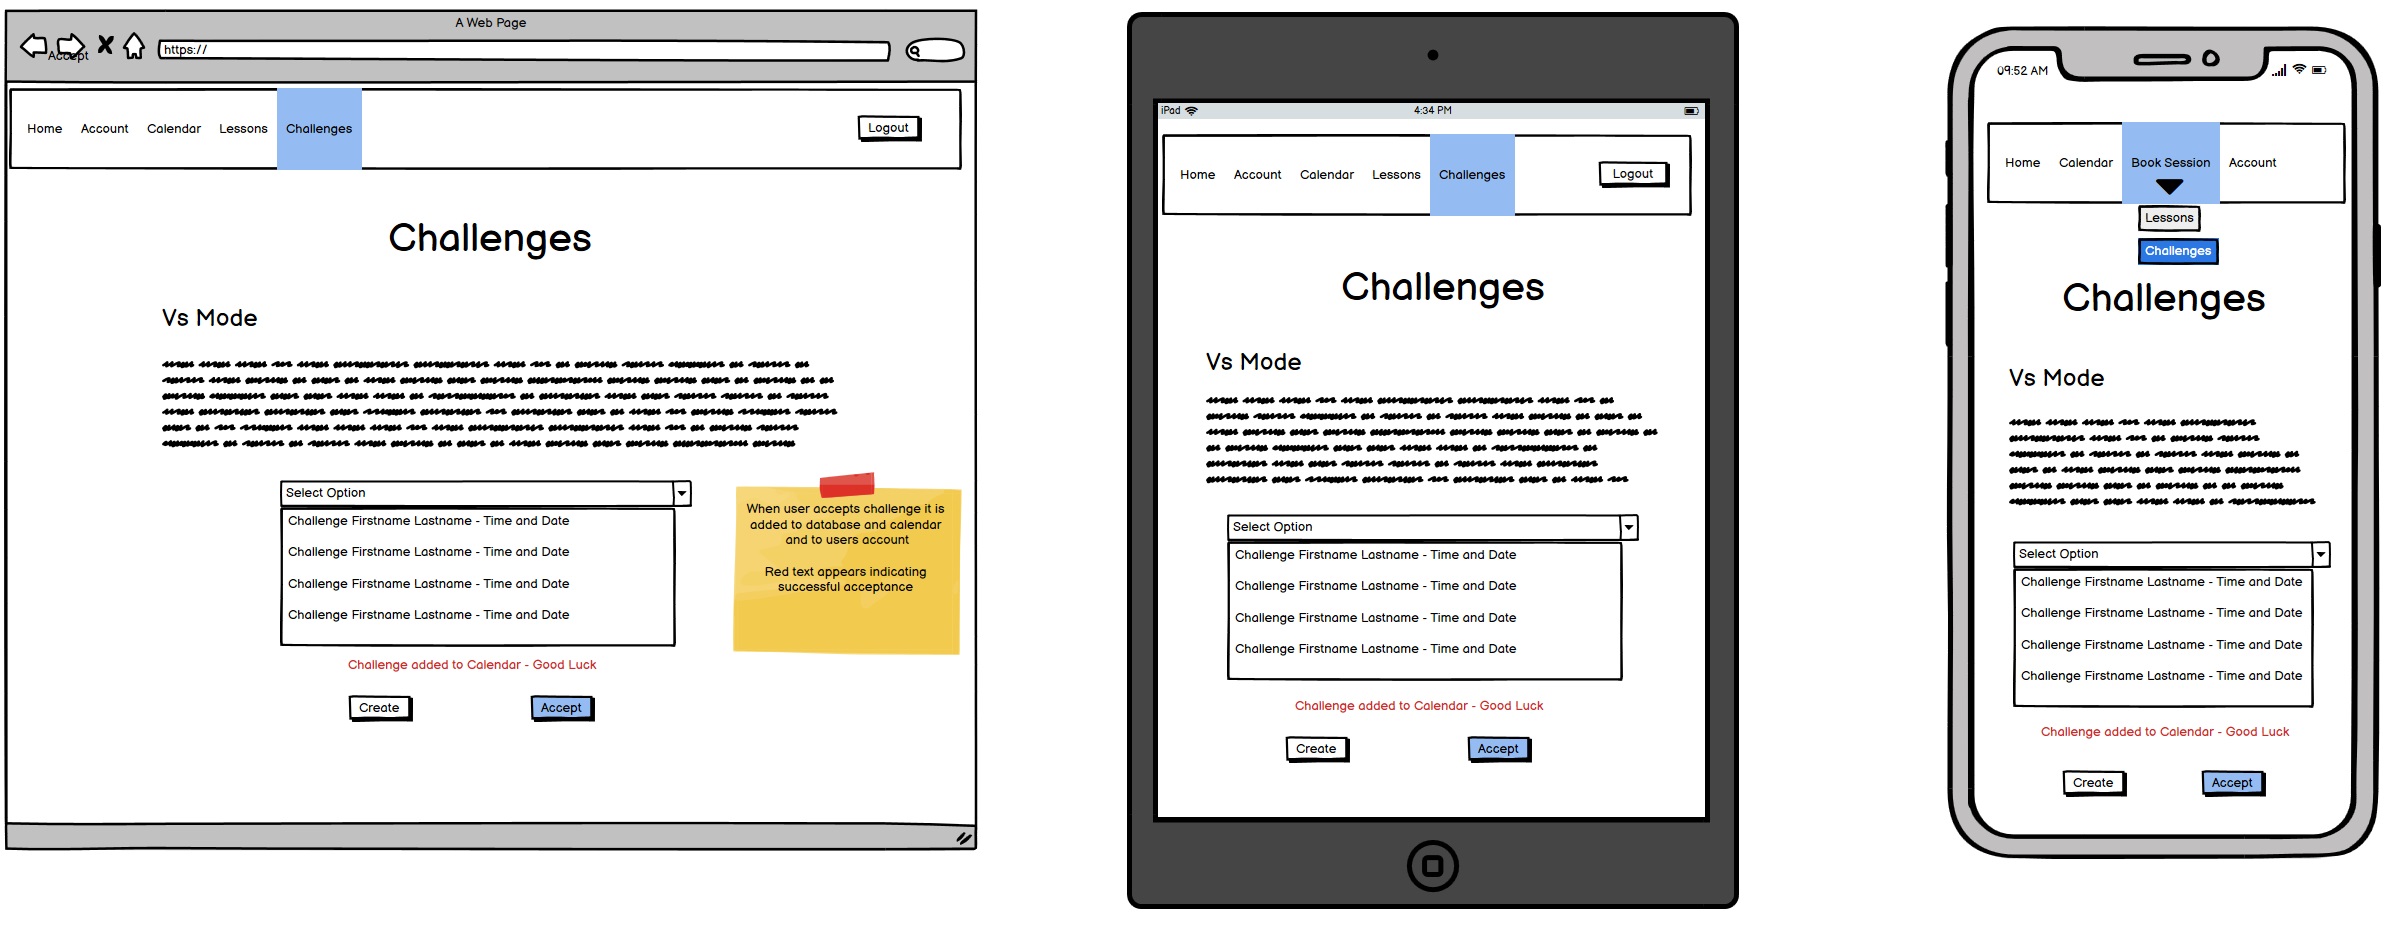 A Web Page
Accept
https://
Home Account Calendar Lessons Challenges Logout
Challenges
Vs Mode
Select Option
Challenge Firstname Lastname - Time and Date
Challenge Firstname Lastname - Time and Date
Challenge Firstname Lastname - Time and Date
Challenge Firstname Lastname - Time and Date
Challenge added to Calendar - Good Luck
Create Accept
When user accepts challenge it is
added to database and calendar
and to users account
Red text appears indicating
successful acceptance
iPad 4:34 PM
Home Account Calendar Lessons Challenges Logout
Challenges
Vs Mode
Select Option
Challenge Firstname Lastname - Time and Date
Challenge Firstname Lastname - Time and Date
Challenge Firstname Lastname - Time and Date
Challenge Firstname Lastname - Time and Date
Challenge added to Calendar - Good Luck
Create Accept
09:52 AM
Home Calendar Book Session Account
Lessons
Challenges
Challenges
Vs Mode
Select Option
Challenge Firstname Lastname - Time and Date
Challenge Firstname Lastname - Time and Date
Challenge Firstname Lastname - Time and Date
Challenge Firstname Lastname - Time and Date
Challenge added to Calendar - Good Luck
Create Accept